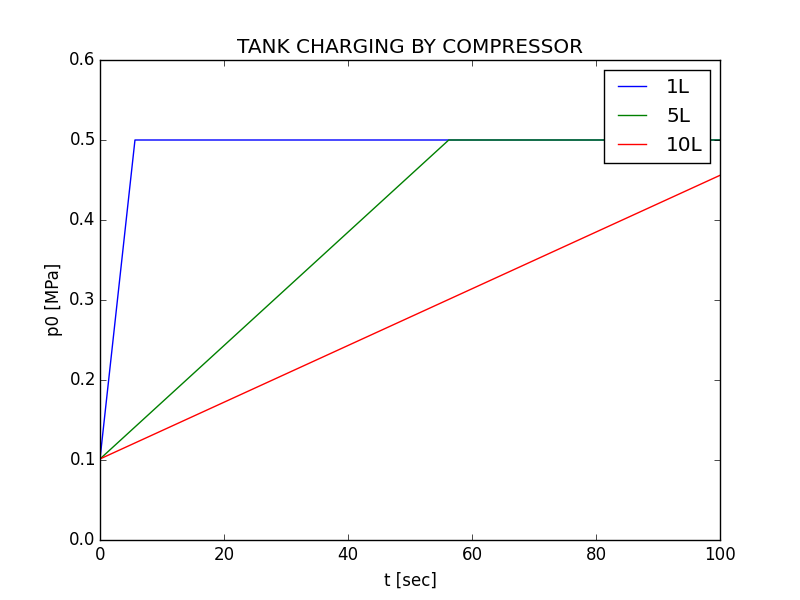 TANK CHARGING BY COMPRESSOR
0.6
0.5
0.4
0.3
0.2
0.1
0.0
p0 [MPa]
1L
5L
10L
0 20 40 60 80 100
t [sec]